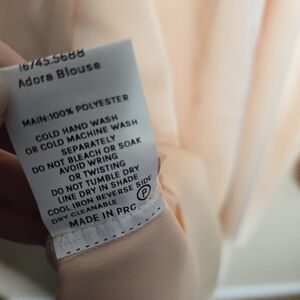 16745.5688
Adora Blouse
MAIN:100% POLYESTER
COLD HAND WASH
OR COLD MACHINE WASH
SEPARATELY
DO NOT BLEACH OR SOAK
AVOID WRING
OR TWISTING
DO NOT TUMBLE DRY
LINE DRY IN SHADE
COOL IRON REVERSE SIDE
DRY CLEANABLE P
MADE IN PRC